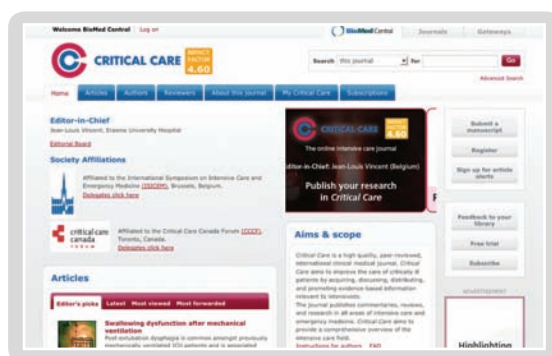 Welcome BioMed Central | Log on
BioMed Central Journals Gateways
CRITICAL CARE IMPACT FACTOR 4.60
Search this journal for Go
Advanced Search
Home Articles Authors Reviewers About this journal My Critical Care Subscriptions
Editor-in-Chief
Jean-Louis Vincent, Erasme University Hospital
Editorial Board
Society Affiliations
Affiliated to the International Symposium on Intensive Care and
Emergency Medicine (ISICEM), Brussels, Belgium.
Delegates click here
critical care
canada
FORUM
Affiliated to the Critical Care Canada Forum (CCCF),
Toronto, Canada.
Delegates click here
Articles
Editor's picks Latest Most viewed Most forwarded
Swallowing dysfunction after mechanical
ventilation
Post extubation dysphagia is common amongst previously
mechanically ventilated ICU patients and is associated
CRITICAL CARE IMPACT FACTOR 4.60
The online intensive care journal
ditor-in-Chief: Jean-Louis Vincent (Belgium)
Publish your research
in Critical Care
Aims & scope
Critical Care is a high quality, peer-reviewed,
international clinical medical journal. Critical
Care aims to improve the care of critically ill
patients by acquiring, discussing, distributing,
and promoting evidence-based information
relevant to intensivists.
The journal publishes commentaries, reviews,
and research in all areas of intensive care and
emergency medicine. Critical Care aims to
provide a comprehensive overview of the
intensive care field.
Instructions for authors FAQ
Submit a
manuscript
Register
Sign up for article
alerts
Feedback to your
library
Free trial
Subscribe
ADVERTISEMENT
Highlighting